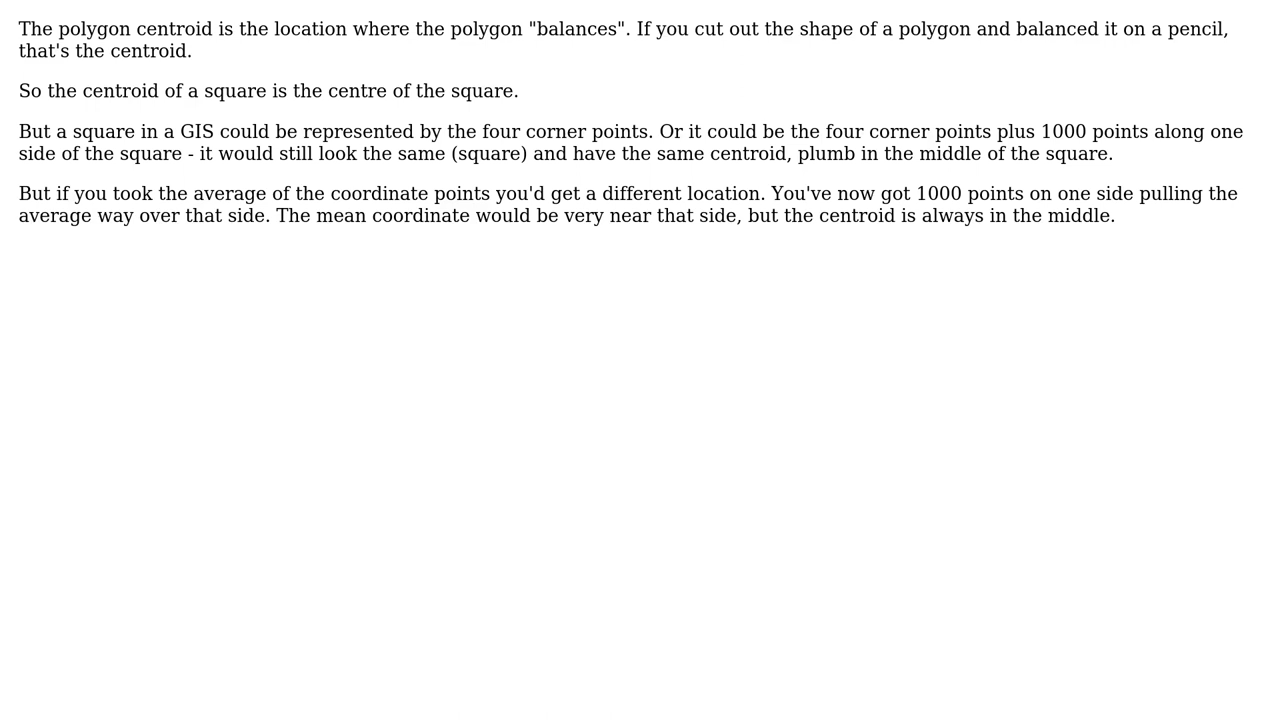 The polygon centroid is the location where the polygon "balances". If you cut out the shape of a polygon and balanced it on a pencil,
that's the centroid.
So the centroid of a square is the centre of the square.
But a square in a GIS could be represented by the four corner points. Or it could be the four corner points plus 1000 points along one
side of the square - it would still look the same (square) and have the same centroid, plumb in the middle of the square.
But if you took the average of the coordinate points you'd get a different location. You've now got 1000 points on one side pulling the
average way over that side. The mean coordinate would be very near that side, but the centroid is always in the middle.